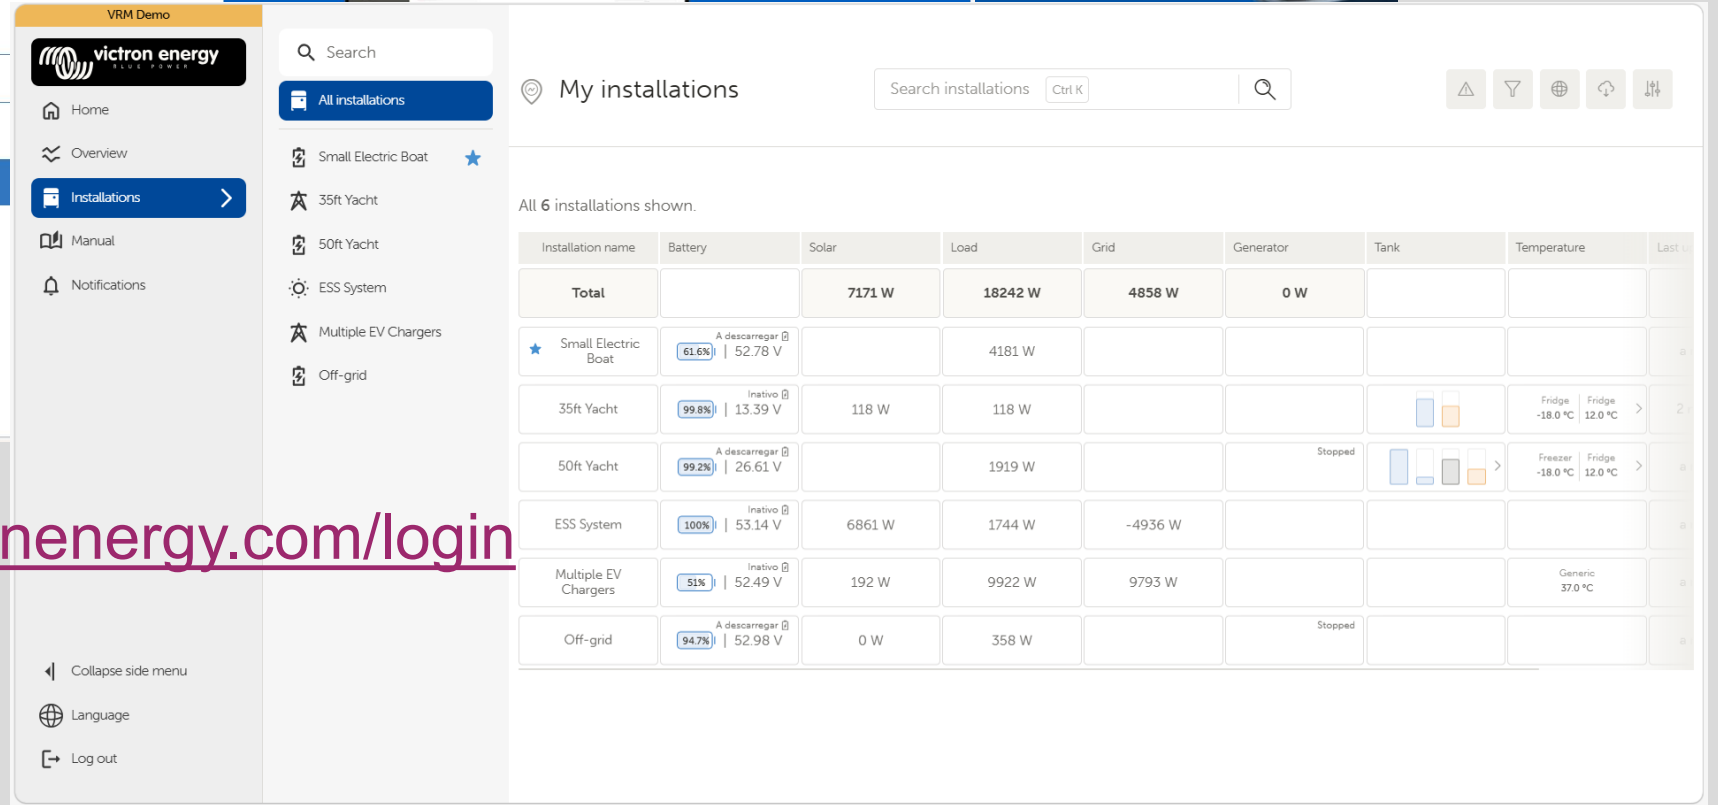 VRM Demo
victron energy
BLUE POWER
Home
Overview
Installations
Manual
Notifications
Collapse side menu
Language
Log out
Search
All installations
Small Electric Boat
35ft Yacht
50ft Yacht
ESS System
Multiple EV Chargers
Off-grid
nenergy.com/login
My installations
Search installations Ctrl K
All 6 installations shown.
Installation name Battery Solar Load Grid Generator Tank Temperature Last
Total 7171 W 18242 W 4858 W 0 W
A descarregar
Small Electric Boat 61.6% | 52.78 V 4181 W
Inativo
35ft Yacht 99.8% | 13.39 V 118 W 118 W
Fridge Fridge
-18.0 °C 12.0 °C
A descarregar
50ft Yacht 99.2% | 26.61 V 1919 W
Stopped
Freezer Fridge
-18.0 °C 12.0 °C
Inativo
ESS System 100% | 53.14 V 6861 W 1744 W -4936 W
Inativo
Multiple EV Chargers 51% | 52.49 V 192 W 9922 W 9793 W
Generic
37.0 °C
A descarregar
Off-grid 94.7% | 52.98 V 0 W 358 W
Stopped